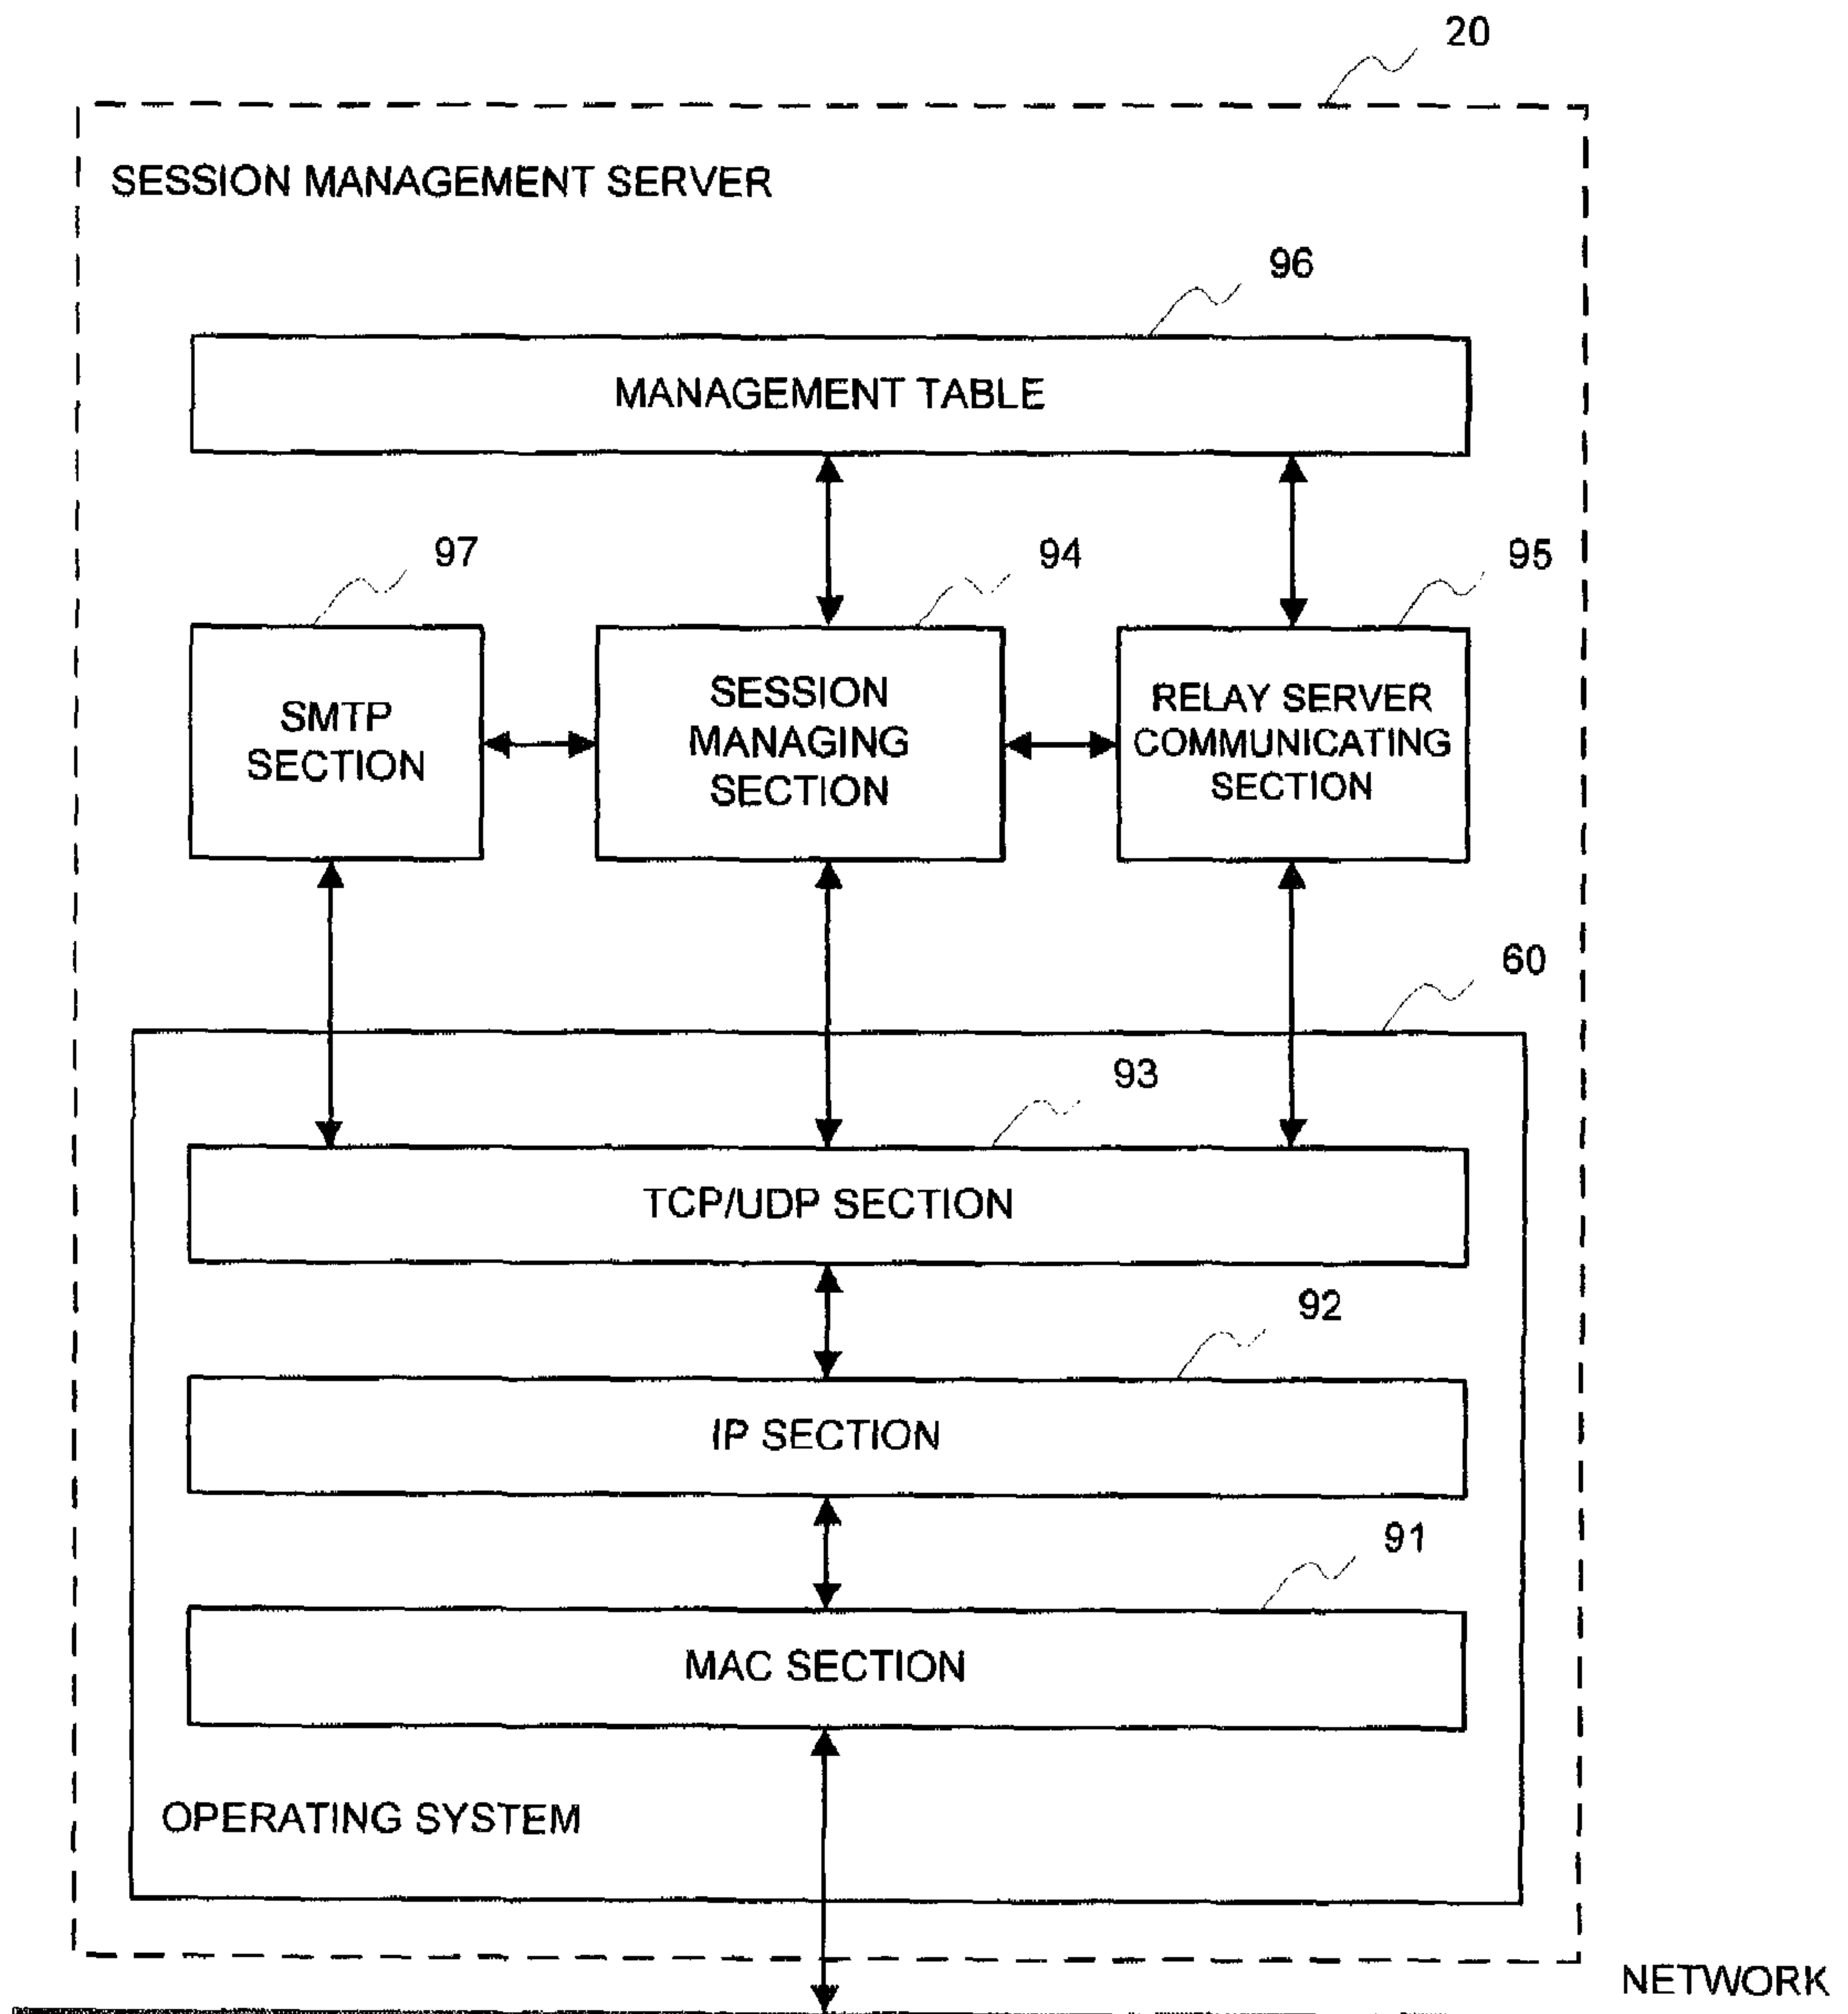 20
SESSION MANAGEMENT SERVER
96
MANAGEMENT TABLE
97
94
95
SMTP
SECTION
SESSION
MANAGING
SECTION
RELAY SERVER
COMMUNICATING
SECTION
60
93
TCP/UDP SECTION
92
IP SECTION
91
MAC SECTION
OPERATING SYSTEM
NETWORK